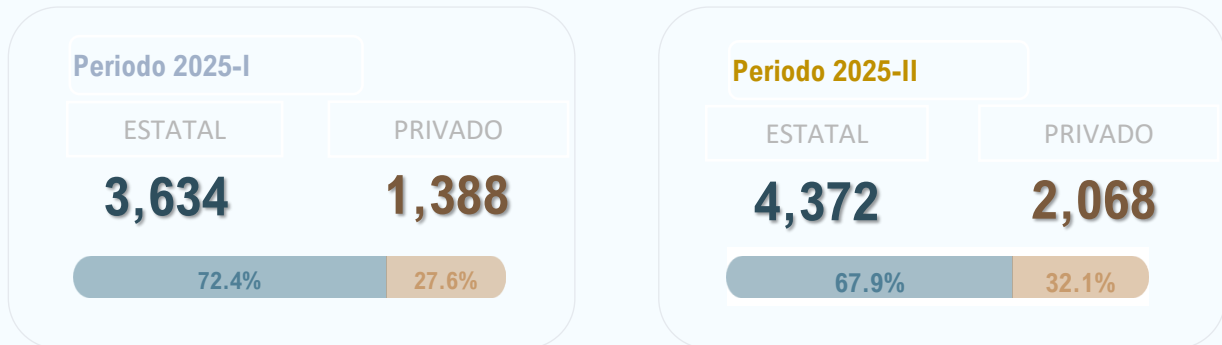 Periodo 2025-I
ESTATAL PRIVADO
3,634 1,388
72.4% 27.6%
Periodo 2025-II
ESTATAL PRIVADO
4,372 2,068
67.9% 32.1%